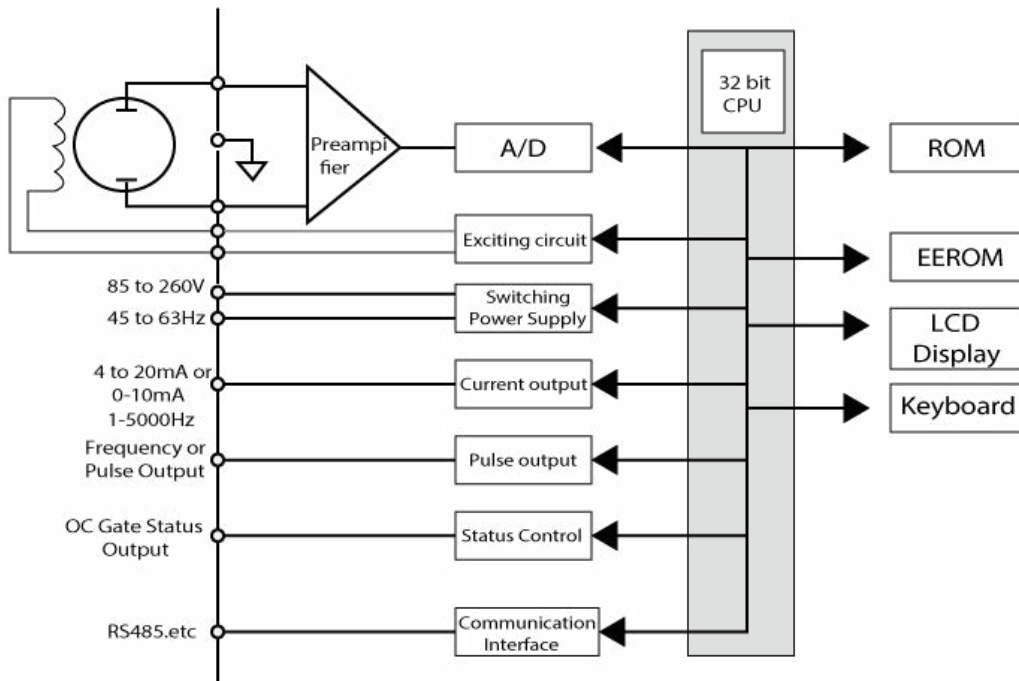 32 bit
CPU
Preampi
fier
A/D
ROM
Exciting circuit
EEROM
85 to 260V
45 to 63Hz
Switching
Power Supply
LCD
Display
4 to 20mA or
0-10mA
1-5000Hz
Current output
Keyboard
Frequency or
Pulse Output
Pulse output
OC Gate Status
Output
Status Control
RS485.etc
Communication
Interface